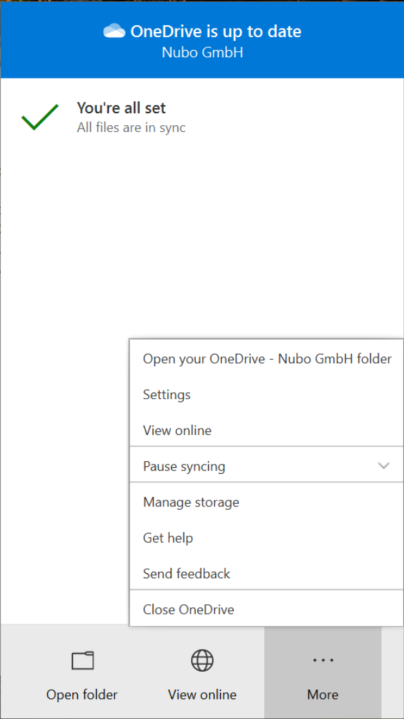 OneDrive is up to date
Nubo GmbH
You're all set
All files are in sync
Open your OneDrive - Nubo GmbH folder
Settings
View online
Pause syncing
Manage storage
Get help
Send feedback
Close OneDrive
Open folder
View online
More